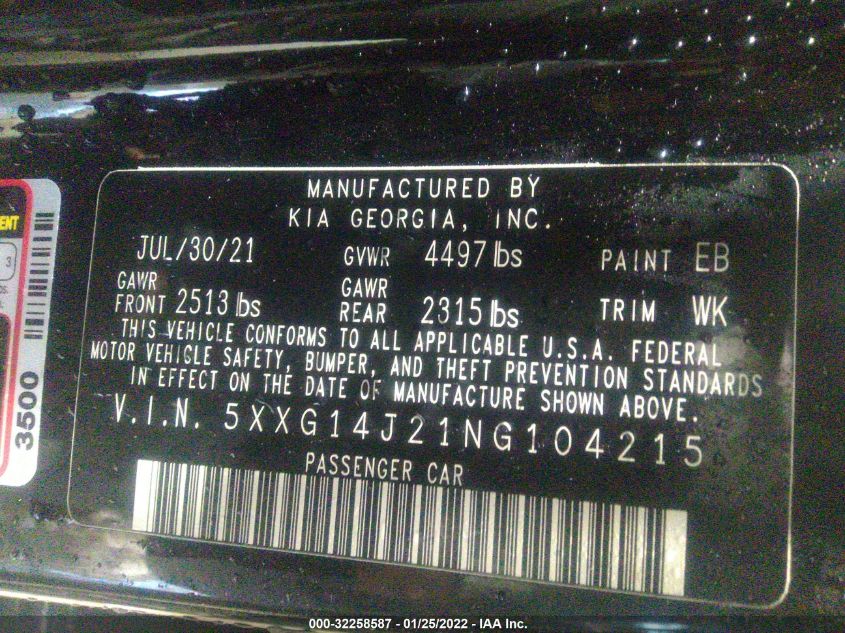 MANUFACTURED BY
KIA GEORGIA, INC.
JUL/30/21 GVWR 4497 lbs PAINT EB
GAWR FRONT 2513 lbs GAWR REAR 2315 lbs TRIM WK
THIS VEHICLE CONFORMS TO ALL APPLICABLE U.S.A. FEDERAL
MOTOR VEHICLE SAFETY, BUMPER, AND THEFT PREVENTION STANDARDS
IN EFFECT ON THE DATE OF MANUFACTURE SHOWN ABOVE.
V.I.N. 5XXG14J21NG104215
PASSENGER CAR
3
3500
000-32258587 - 01/25/2022 - IAA Inc.